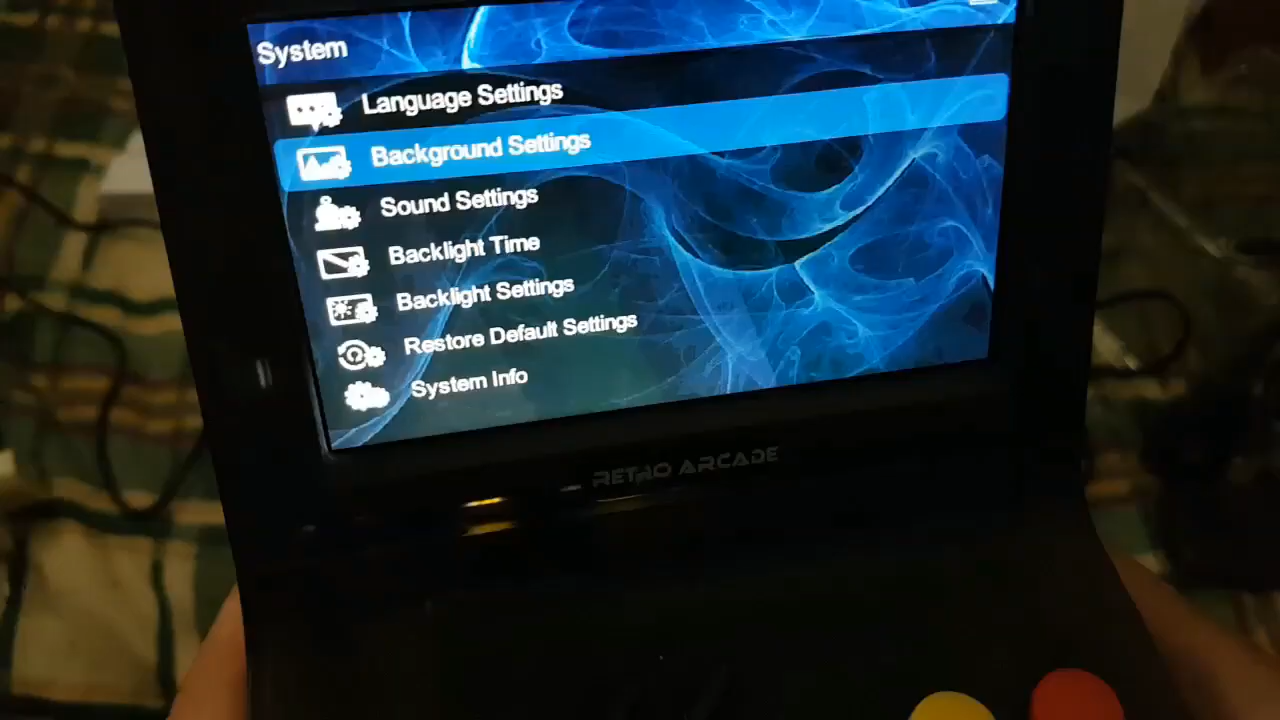 System
Language Settings
Background Settings
Sound Settings
Backlight Time
Backlight Settings
Restore Default Settings
System Info
RETRO ARCADE